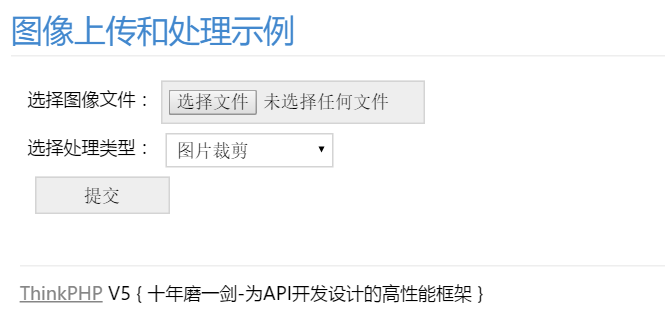 图像上传和处理示例
选择图像文件： 选择文件 未选择任何文件
选择处理类型： 图片裁剪
提交
ThinkPHP V5 { 十年磨一剑-为API开发设计的高性能框架 }